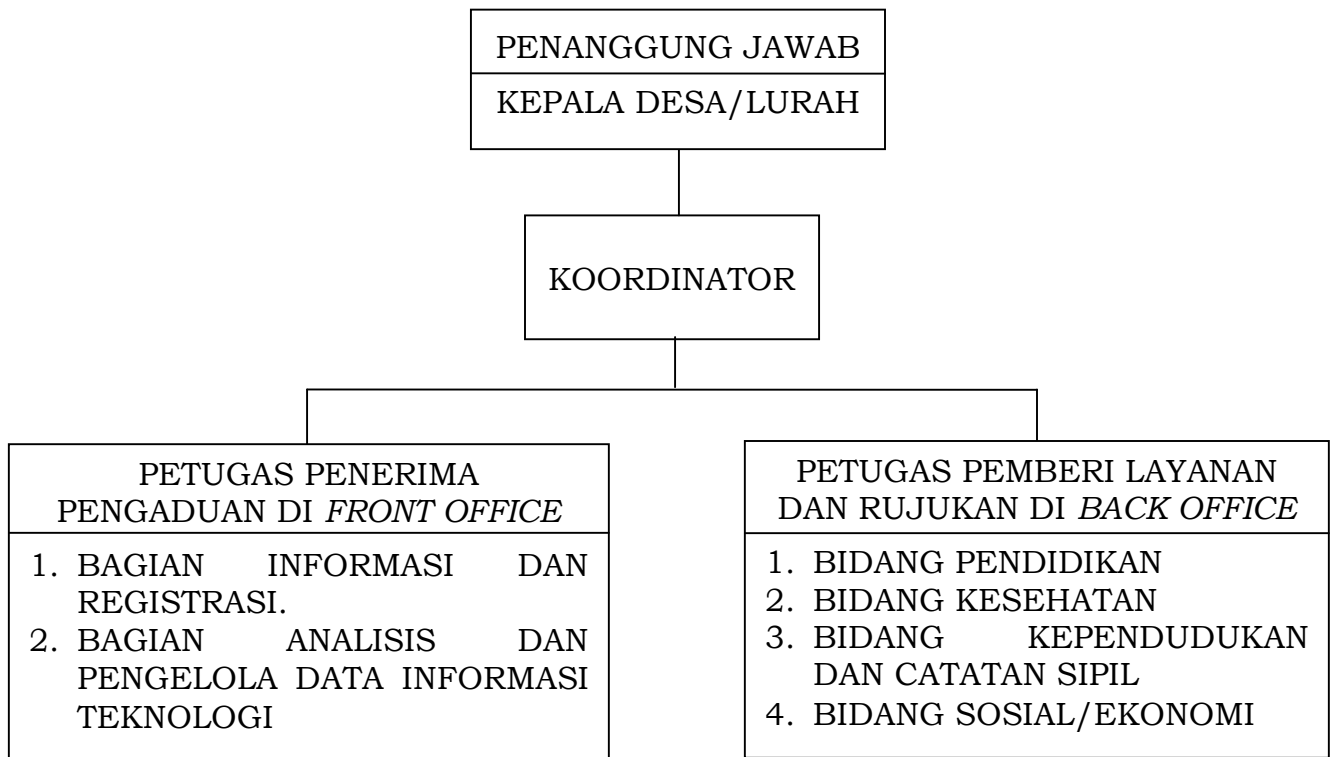 PENANGGUNG JAWAB
KEPALA DESA/LURAH
KOORDINATOR
PETUGAS PENERIMA
PENGADUAN DI FRONT OFFICE
1. BAGIAN INFORMASI DAN
REGISTRASI.
2. BAGIAN ANALISIS DAN
PENGELOLA DATA INFORMASI
TEKNOLOGI
PETUGAS PEMBERI LAYANAN
DAN RUJUKAN DI BACK OFFICE
1. BIDANG PENDIDIKAN
2. BIDANG KESEHATAN
3. BIDANG KEPENDUDUKAN
DAN CATATAN SIPIL
4. BIDANG SOSIAL/EKONOMI